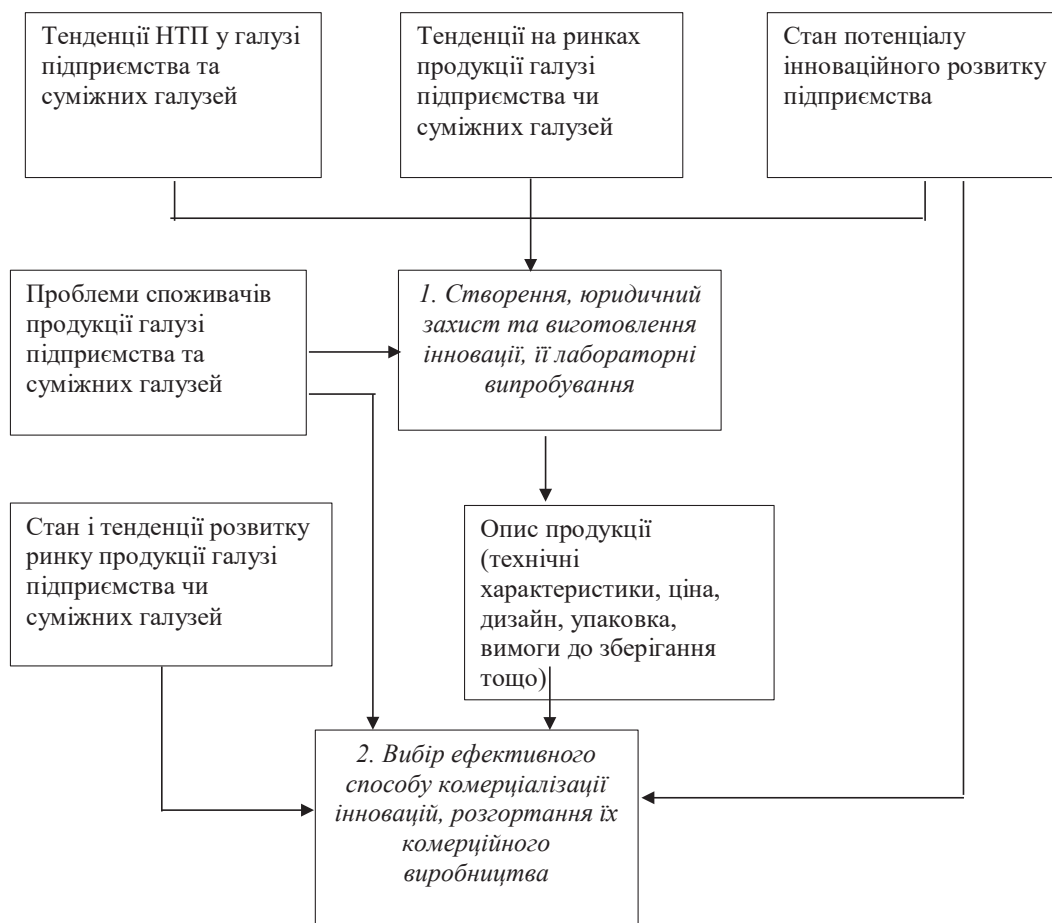 Тенденції НТП у галузі
підприємства та
суміжних галузей
Тенденції на ринках
продукції галузі
підприємства чи
суміжних галузей
Стан потенціалу
інноваційного розвитку
підприємства
Проблеми споживачів
продукції галузі
підприємства та
суміжних галузей
1. Створення, юридичний
захист та виготовлення
інновації, її лабораторні
випробування
Стан і тенденції розвитку
ринку продукції галузі
підприємства чи
суміжних галузей
Опис продукції
(технічні
характеристики, ціна,
дизайн, упаковка,
вимоги до зберігання
тощо)
2. Вибір ефективного
способу комерціалізації
інновацій, розгортання їх
комерційного
виробництва